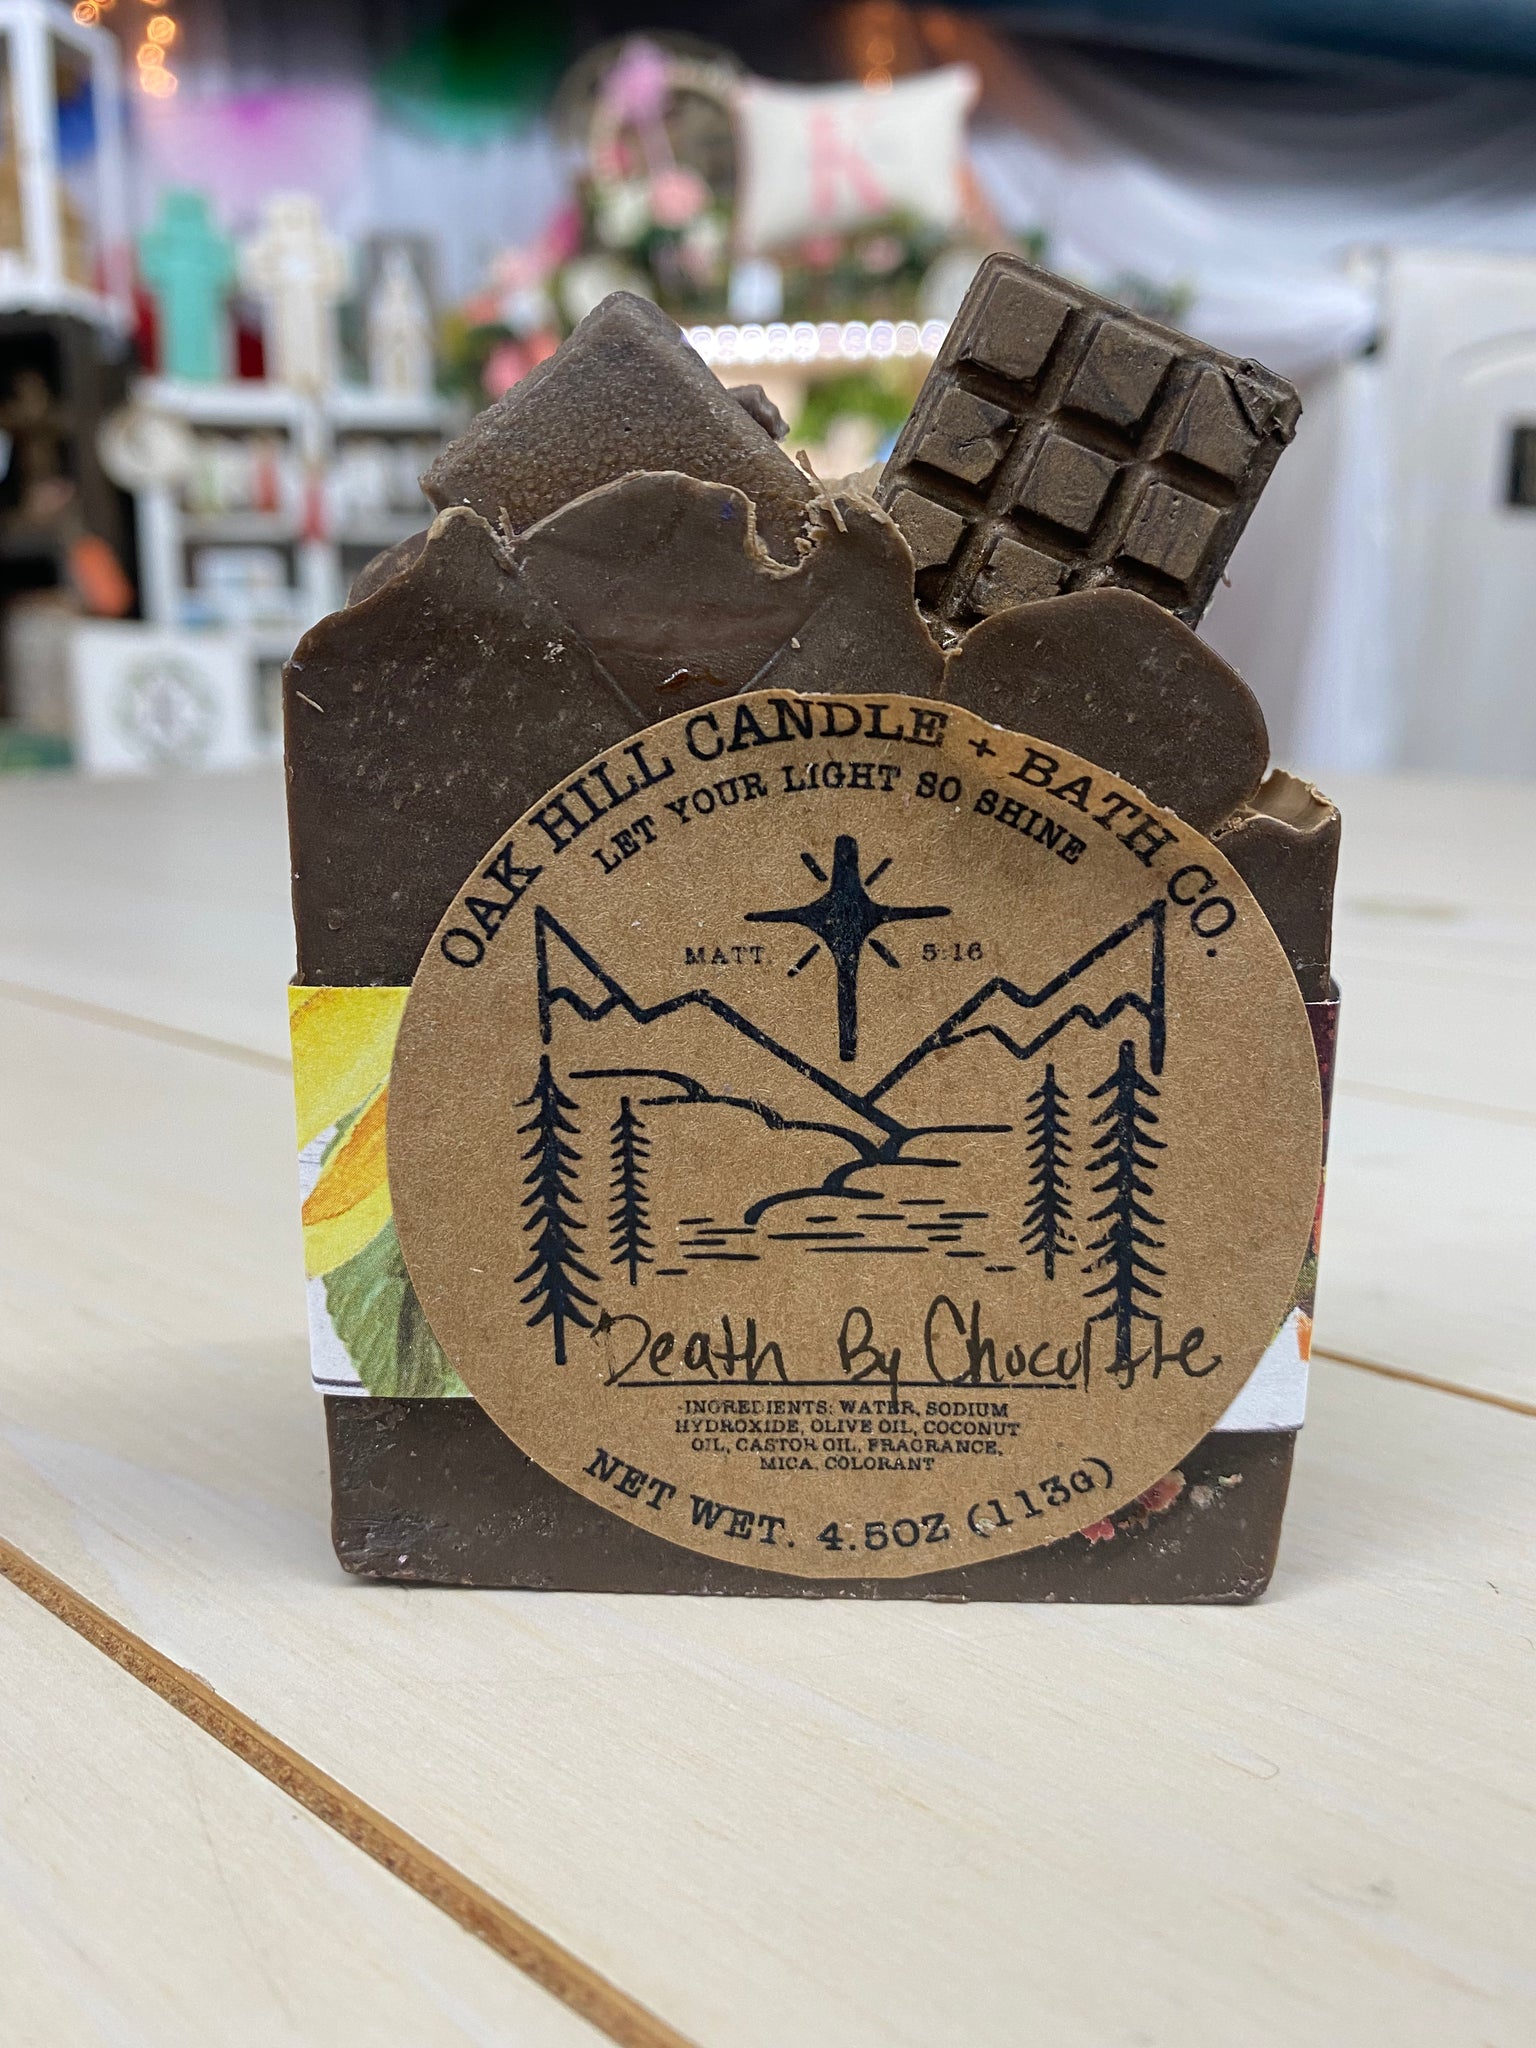 OAK HILL CANDLE + BATH CO.
LET YOUR LIGHT SO SHINE
MATT. 5:16
Death By Chocolate
INGREDIENTS: WATER, SODIUM
HYDROXIDE, OLIVE OIL, COCONUT
OIL, CASTOR OIL, FRAGRANCE,
MICA, COLORANT
NET WET. 4.5OZ (113G)